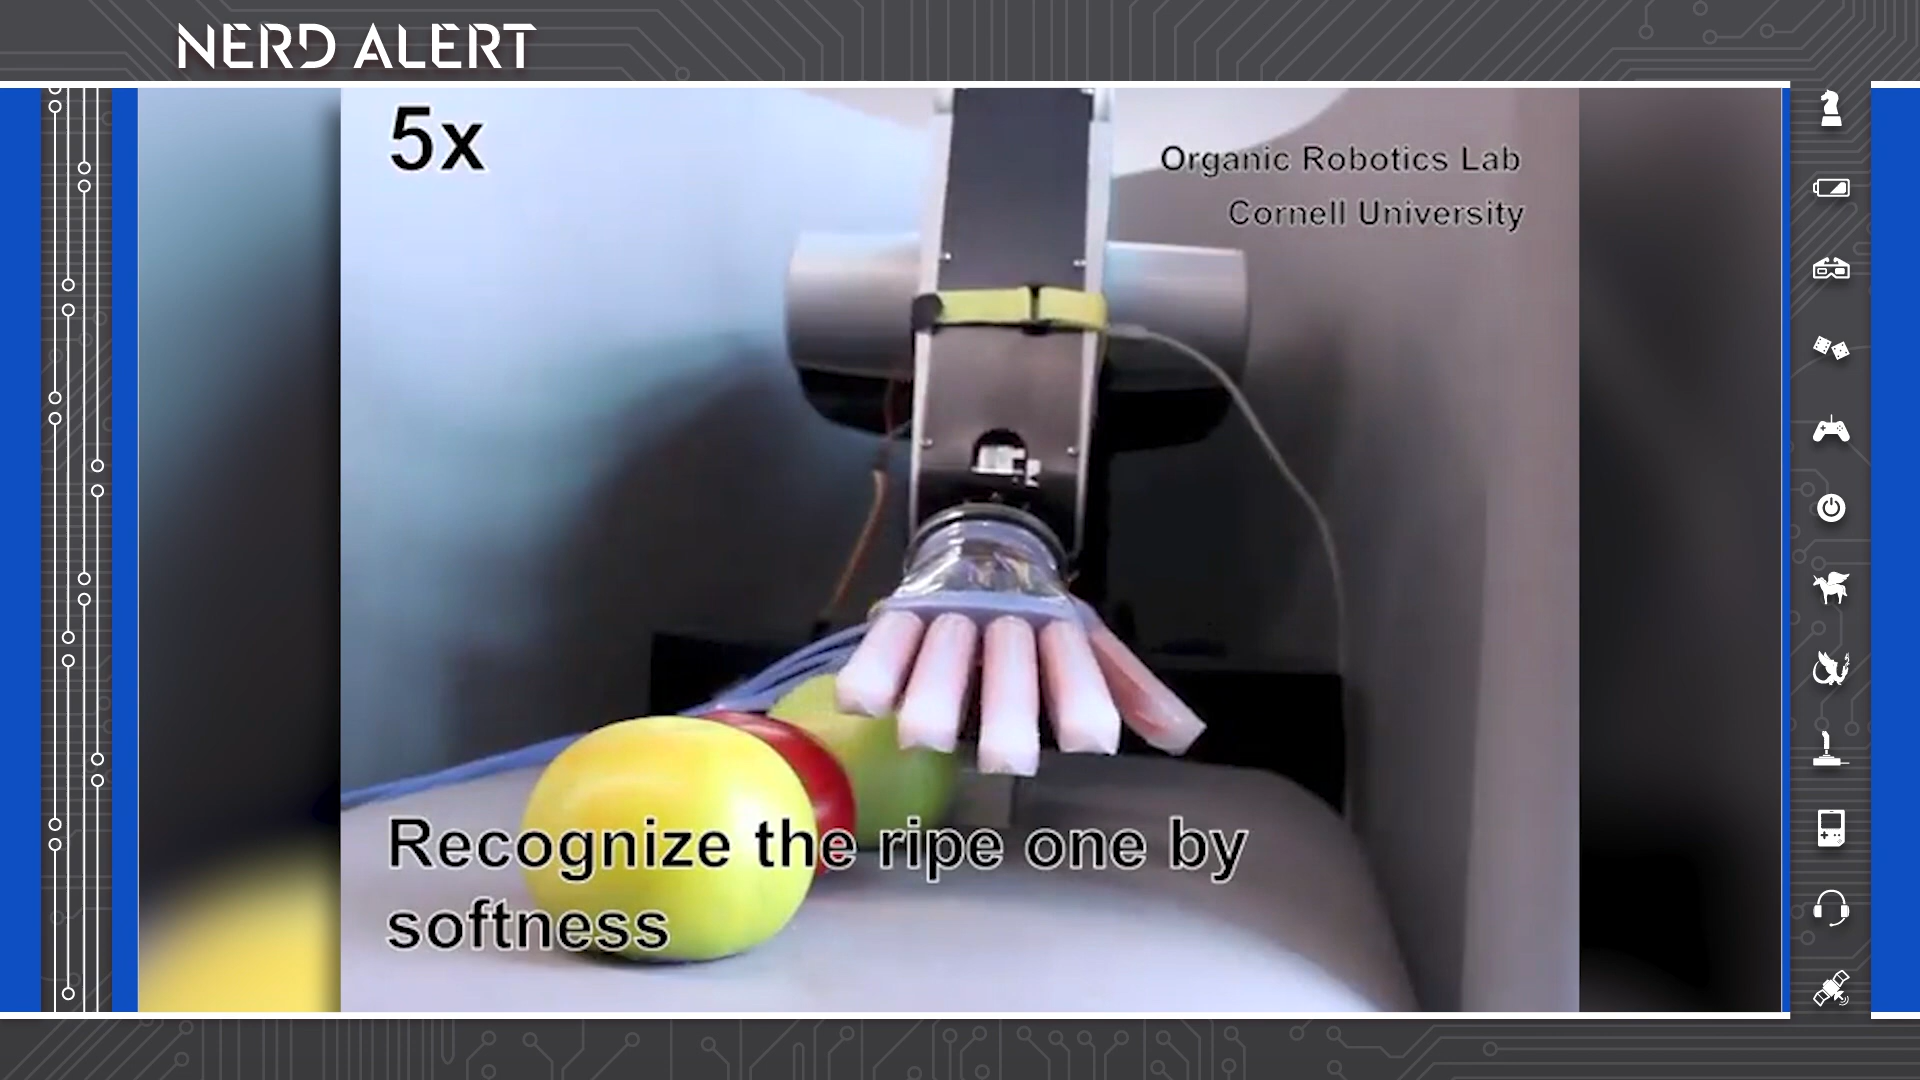 NERD ALERT
5x
Organic Robotics Lab
Cornell University
Recognize the ripe one by
softness